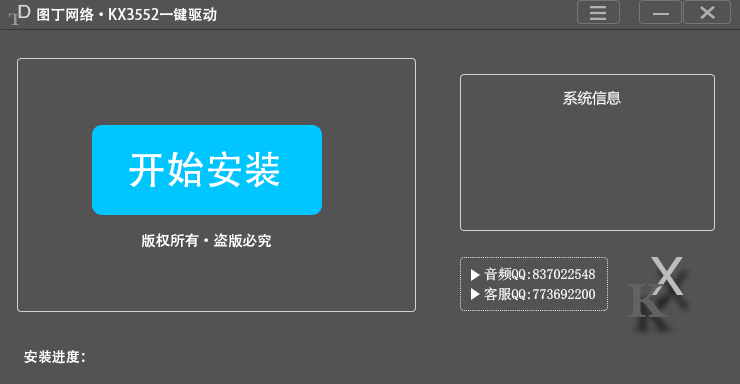 TD 图丁网络·KX3552一键驱动
开始安装
版权所有·盗版必究
系统信息
▶音频QQ:837022548
▶客服QQ:773692200
KX
安装进度: